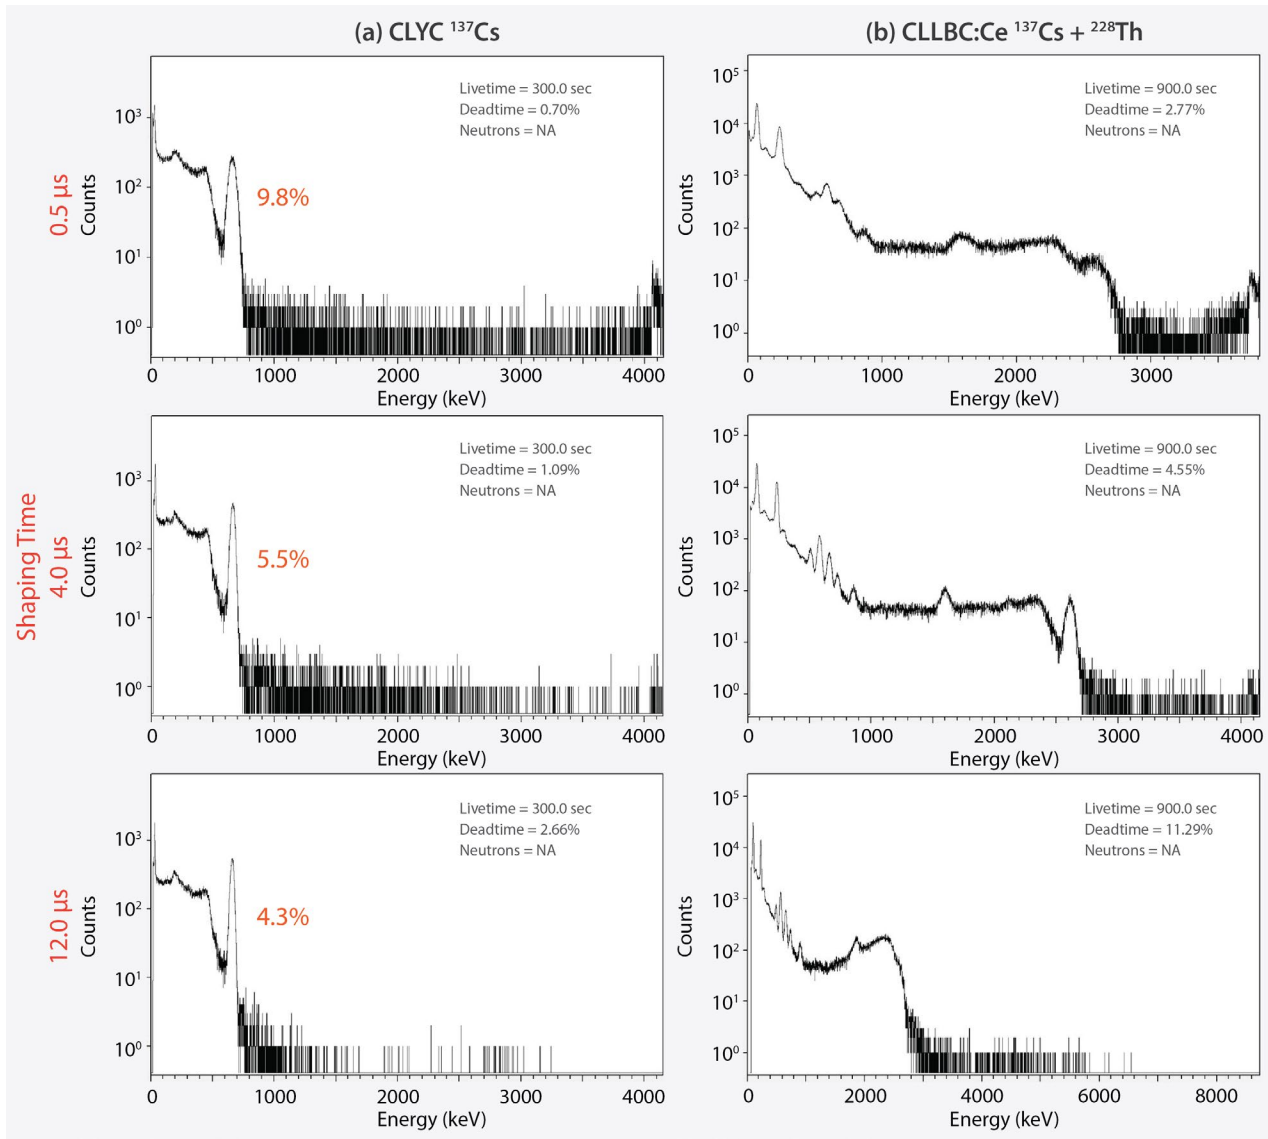 (a) CLYC ¹³⁷Cs
(b) CLLBC:Ce ¹³⁷Cs + ²²⁸Th
Shaping Time
0.5 μs
Counts
10³
10²
10¹
10⁰
Livetime = 300.0 sec
Deadtime = 0.70%
Neutrons = NA
9.8%
0 1000 2000 3000 4000
Energy (keV)
Counts
10⁵
10⁴
10³
10²
10¹
10⁰
Livetime = 900.0 sec
Deadtime = 2.77%
Neutrons = NA
0 1000 2000 3000
Energy (keV)
4.0 μs
Counts
10³
10²
10¹
10⁰
Livetime = 300.0 sec
Deadtime = 1.09%
Neutrons = NA
5.5%
0 1000 2000 3000 4000
Energy (keV)
Counts
10⁵
10⁴
10³
10²
10¹
10⁰
Livetime = 900.0 sec
Deadtime = 4.55%
Neutrons = NA
0 1000 2000 3000 4000
Energy (keV)
12.0 μs
Counts
10³
10²
10¹
10⁰
Livetime = 300.0 sec
Deadtime = 2.66%
Neutrons = NA
4.3%
0 1000 2000 3000 4000
Energy (keV)
Counts
10⁵
10⁴
10³
10²
10¹
10⁰
Livetime = 900.0 sec
Deadtime = 11.29%
Neutrons = NA
0 2000 4000 6000 8000
Energy (keV)